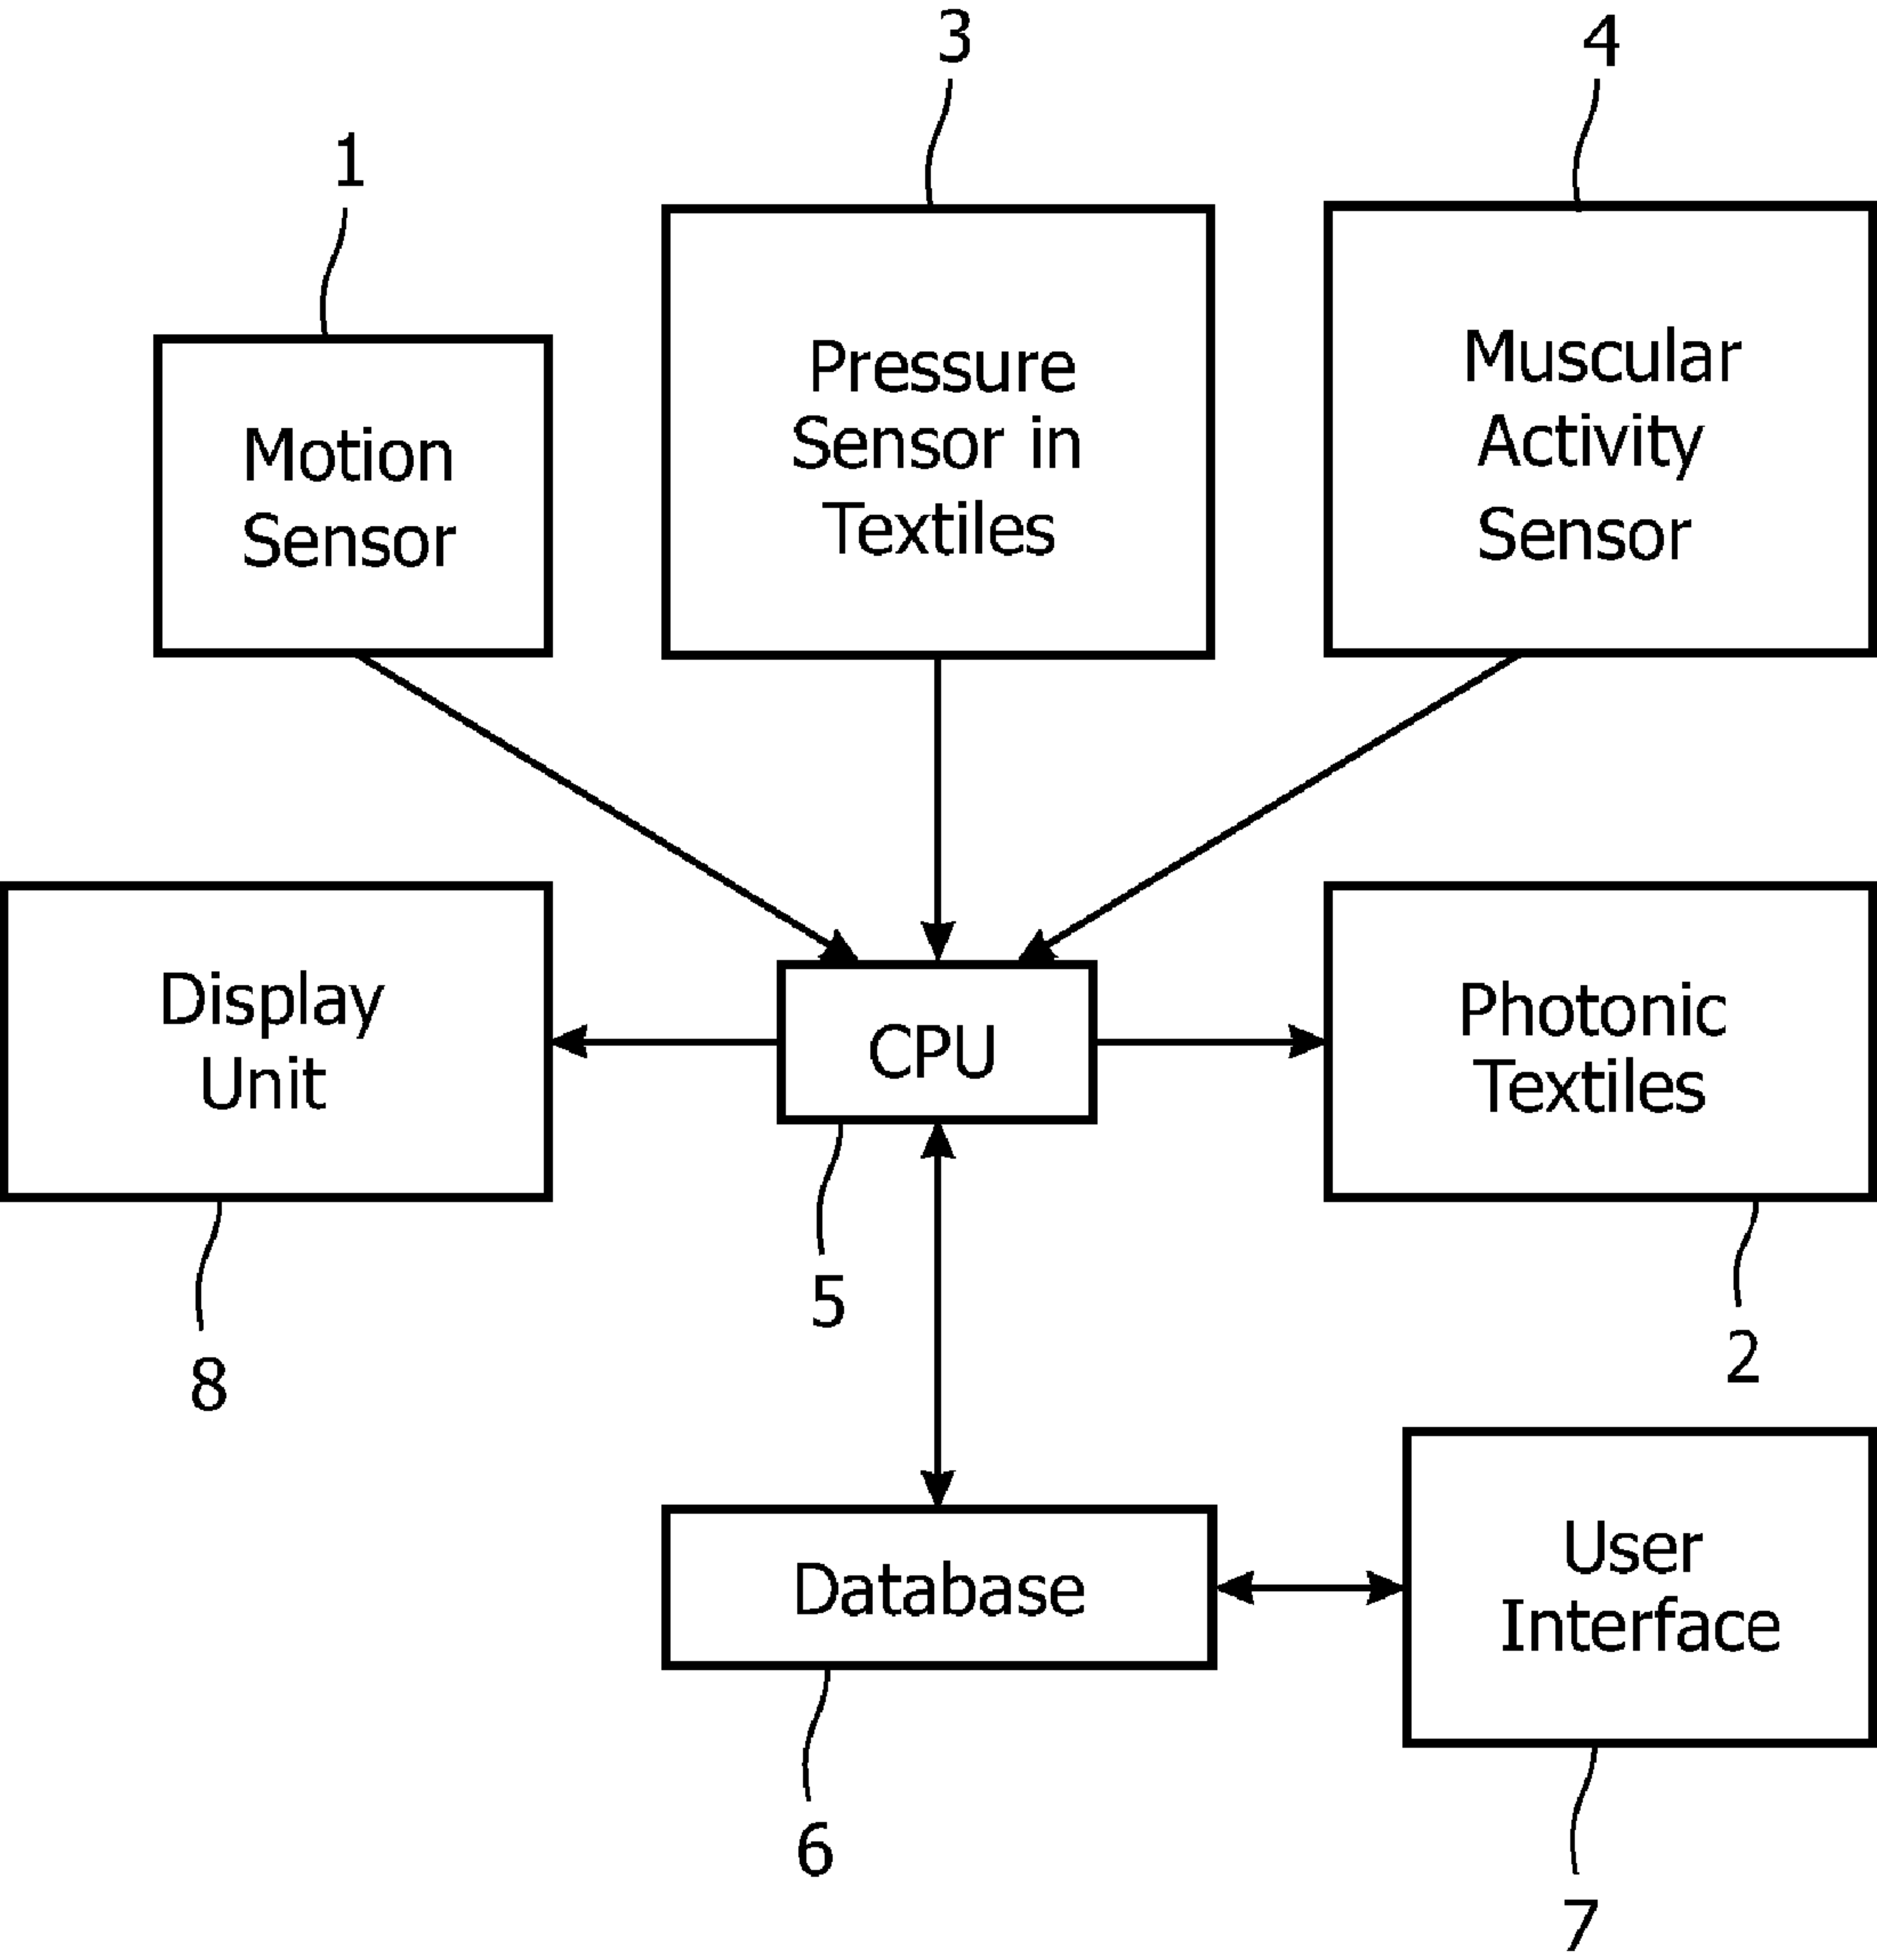 3
4
1
Motion
Sensor
Pressure
Sensor in
Textiles
Muscular
Activity
Sensor
Display
Unit
CPU
Photonic
Textiles
5
8
2
Database
User
Interface
6
7